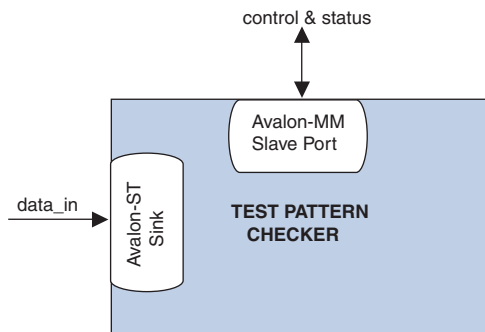 control & status
Avalon-MM
Slave Port
data_in
Avalon-ST
Sink
TEST PATTERN
CHECKER